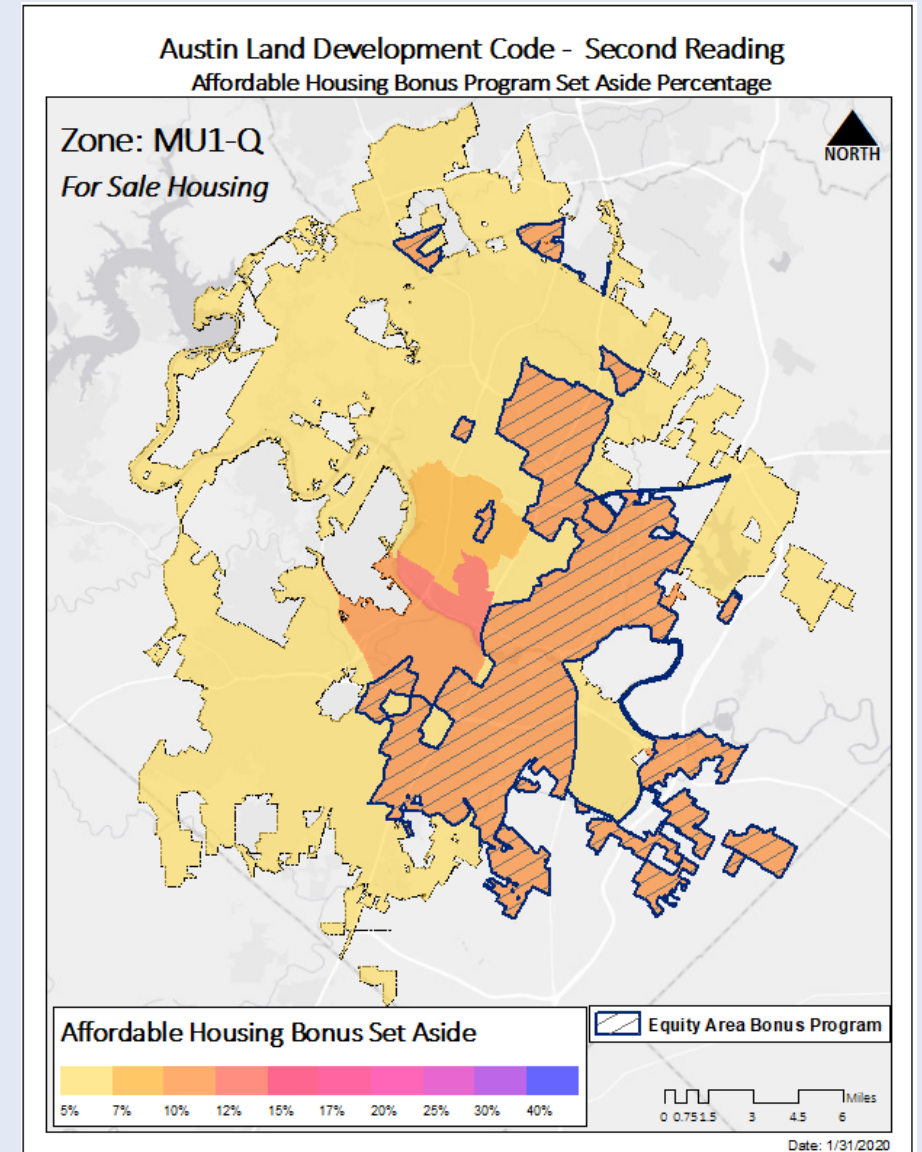 Austin Land Development Code - Second Reading
Affordable Housing Bonus Program Set Aside Percentage
Zone: MU1-Q
For Sale Housing
NORTH
Affordable Housing Bonus Set Aside
5% 7% 10% 12% 15% 17% 20% 25% 30% 40%
Equity Area Bonus Program
Miles
0 0.75 1.5 3 4.5 6
Date: 1/31/2020